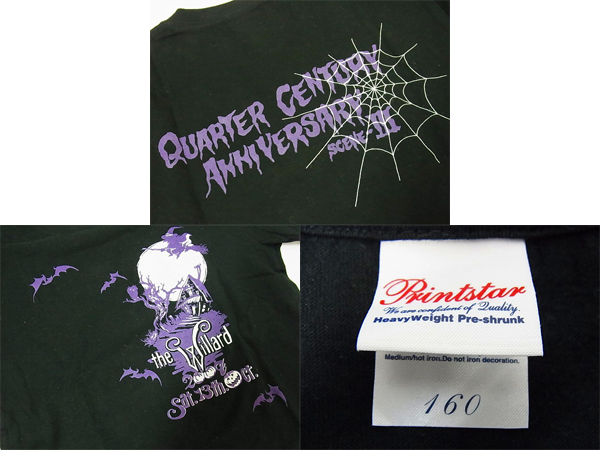 QUARTER CENTURY
ANNIVERSARY
SCENE-III
the Willard
2007
Sat. 13th Oct.
Printstar
We are confident of Quality.
HeavyWeight Pre-shrunk
Medium/hot iron.Do not iron decoration.
160